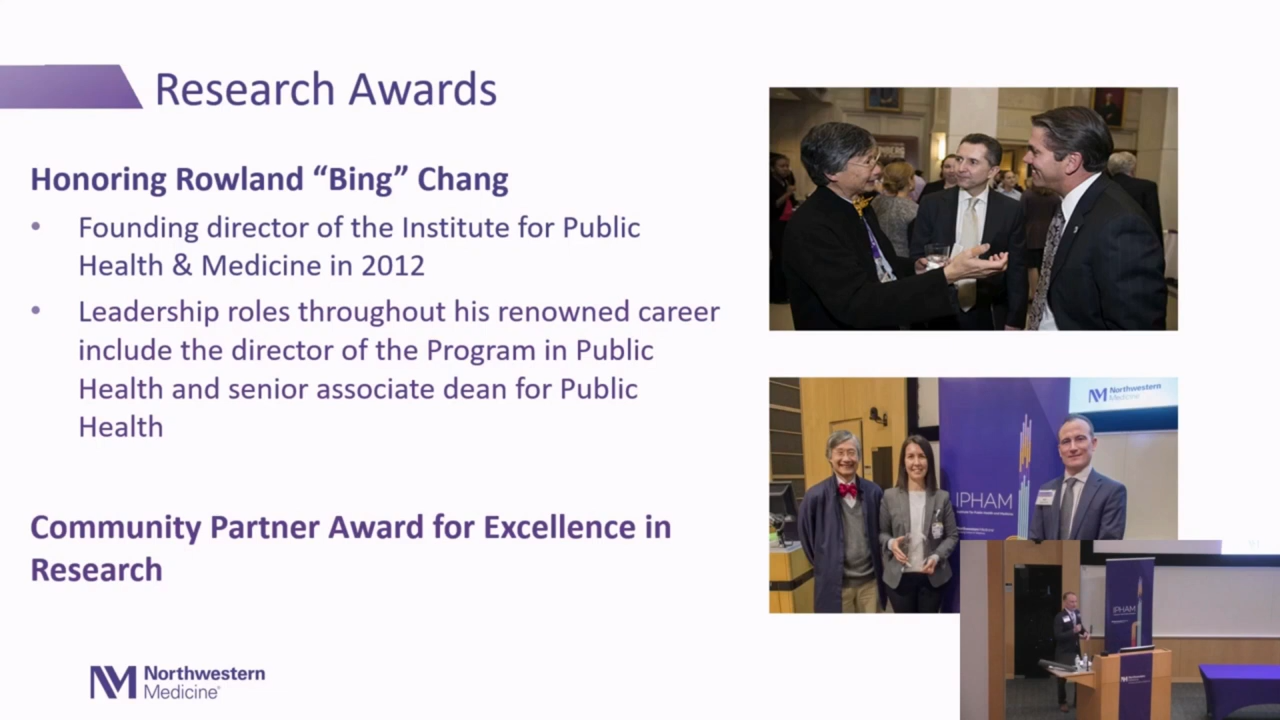 Research Awards
Honoring Rowland “Bing” Chang
• Founding director of the Institute for Public
Health & Medicine in 2012
• Leadership roles throughout his renowned career
include the director of the Program in Public
Health and senior associate dean for Public
Health
Community Partner Award for Excellence in
Research
Northwestern
Medicine®
Northwestern
Medicine
IPHAM
IPHAM